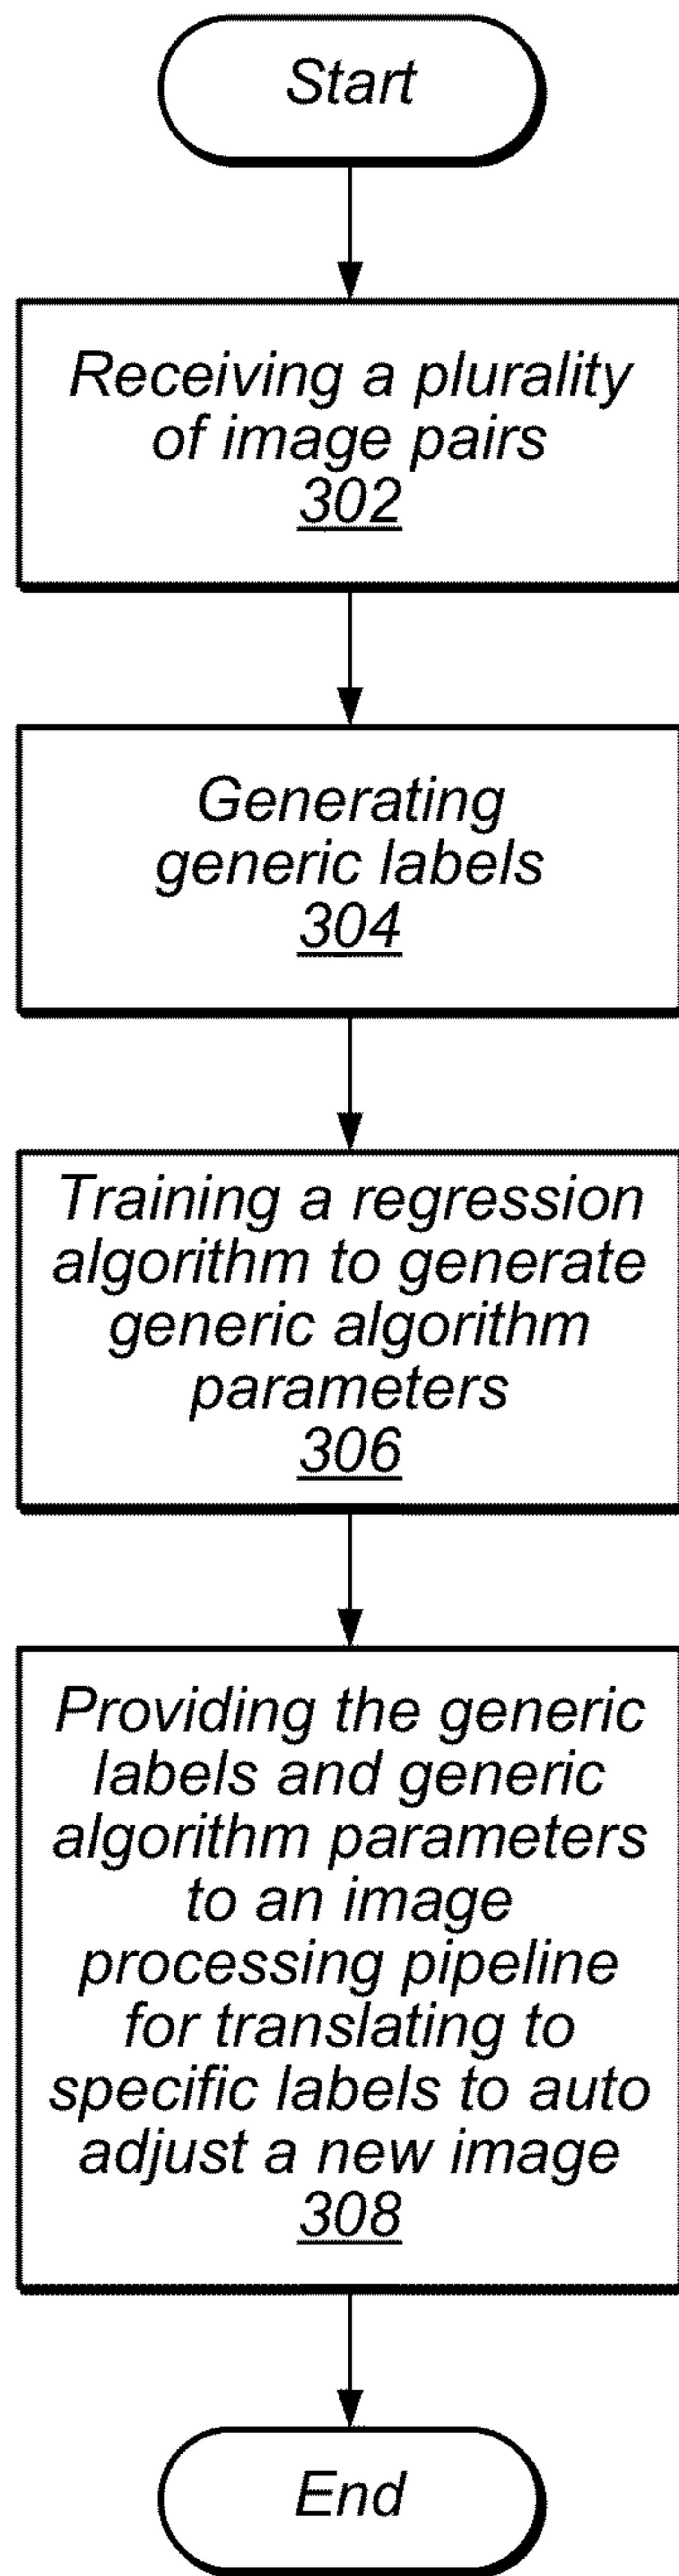 Start
Receiving a plurality
of image pairs
302
Generating
generic labels
304
Training a regression
algorithm to generate
generic algorithm
parameters
306
Providing the generic
labels and generic
algorithm parameters
to an image
processing pipeline
for translating to
specific labels to auto
adjust a new image
308
End